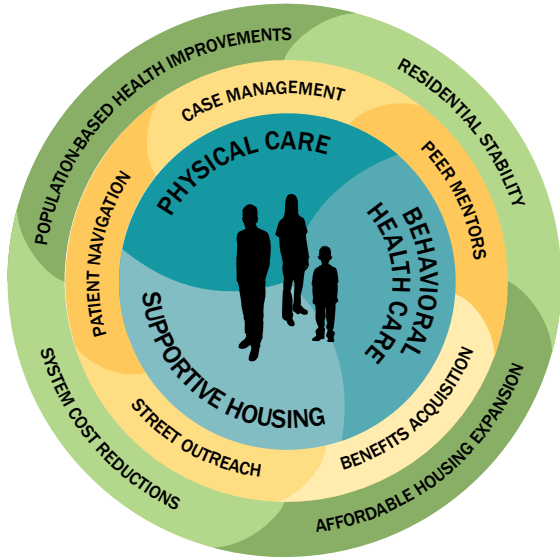 POPULATION-BASED HEALTH IMPROVEMENTS
RESIDENTIAL STABILITY
AFFORDABLE HOUSING EXPANSION
SYSTEM COST REDUCTIONS
CASE MANAGEMENT
PEER MENTORS
BENEFITS ACQUISITION
STREET OUTREACH
PATIENT NAVIGATION
PHYSICAL CARE
BEHAVIORAL
HEALTH CARE
SUPPORTIVE HOUSING